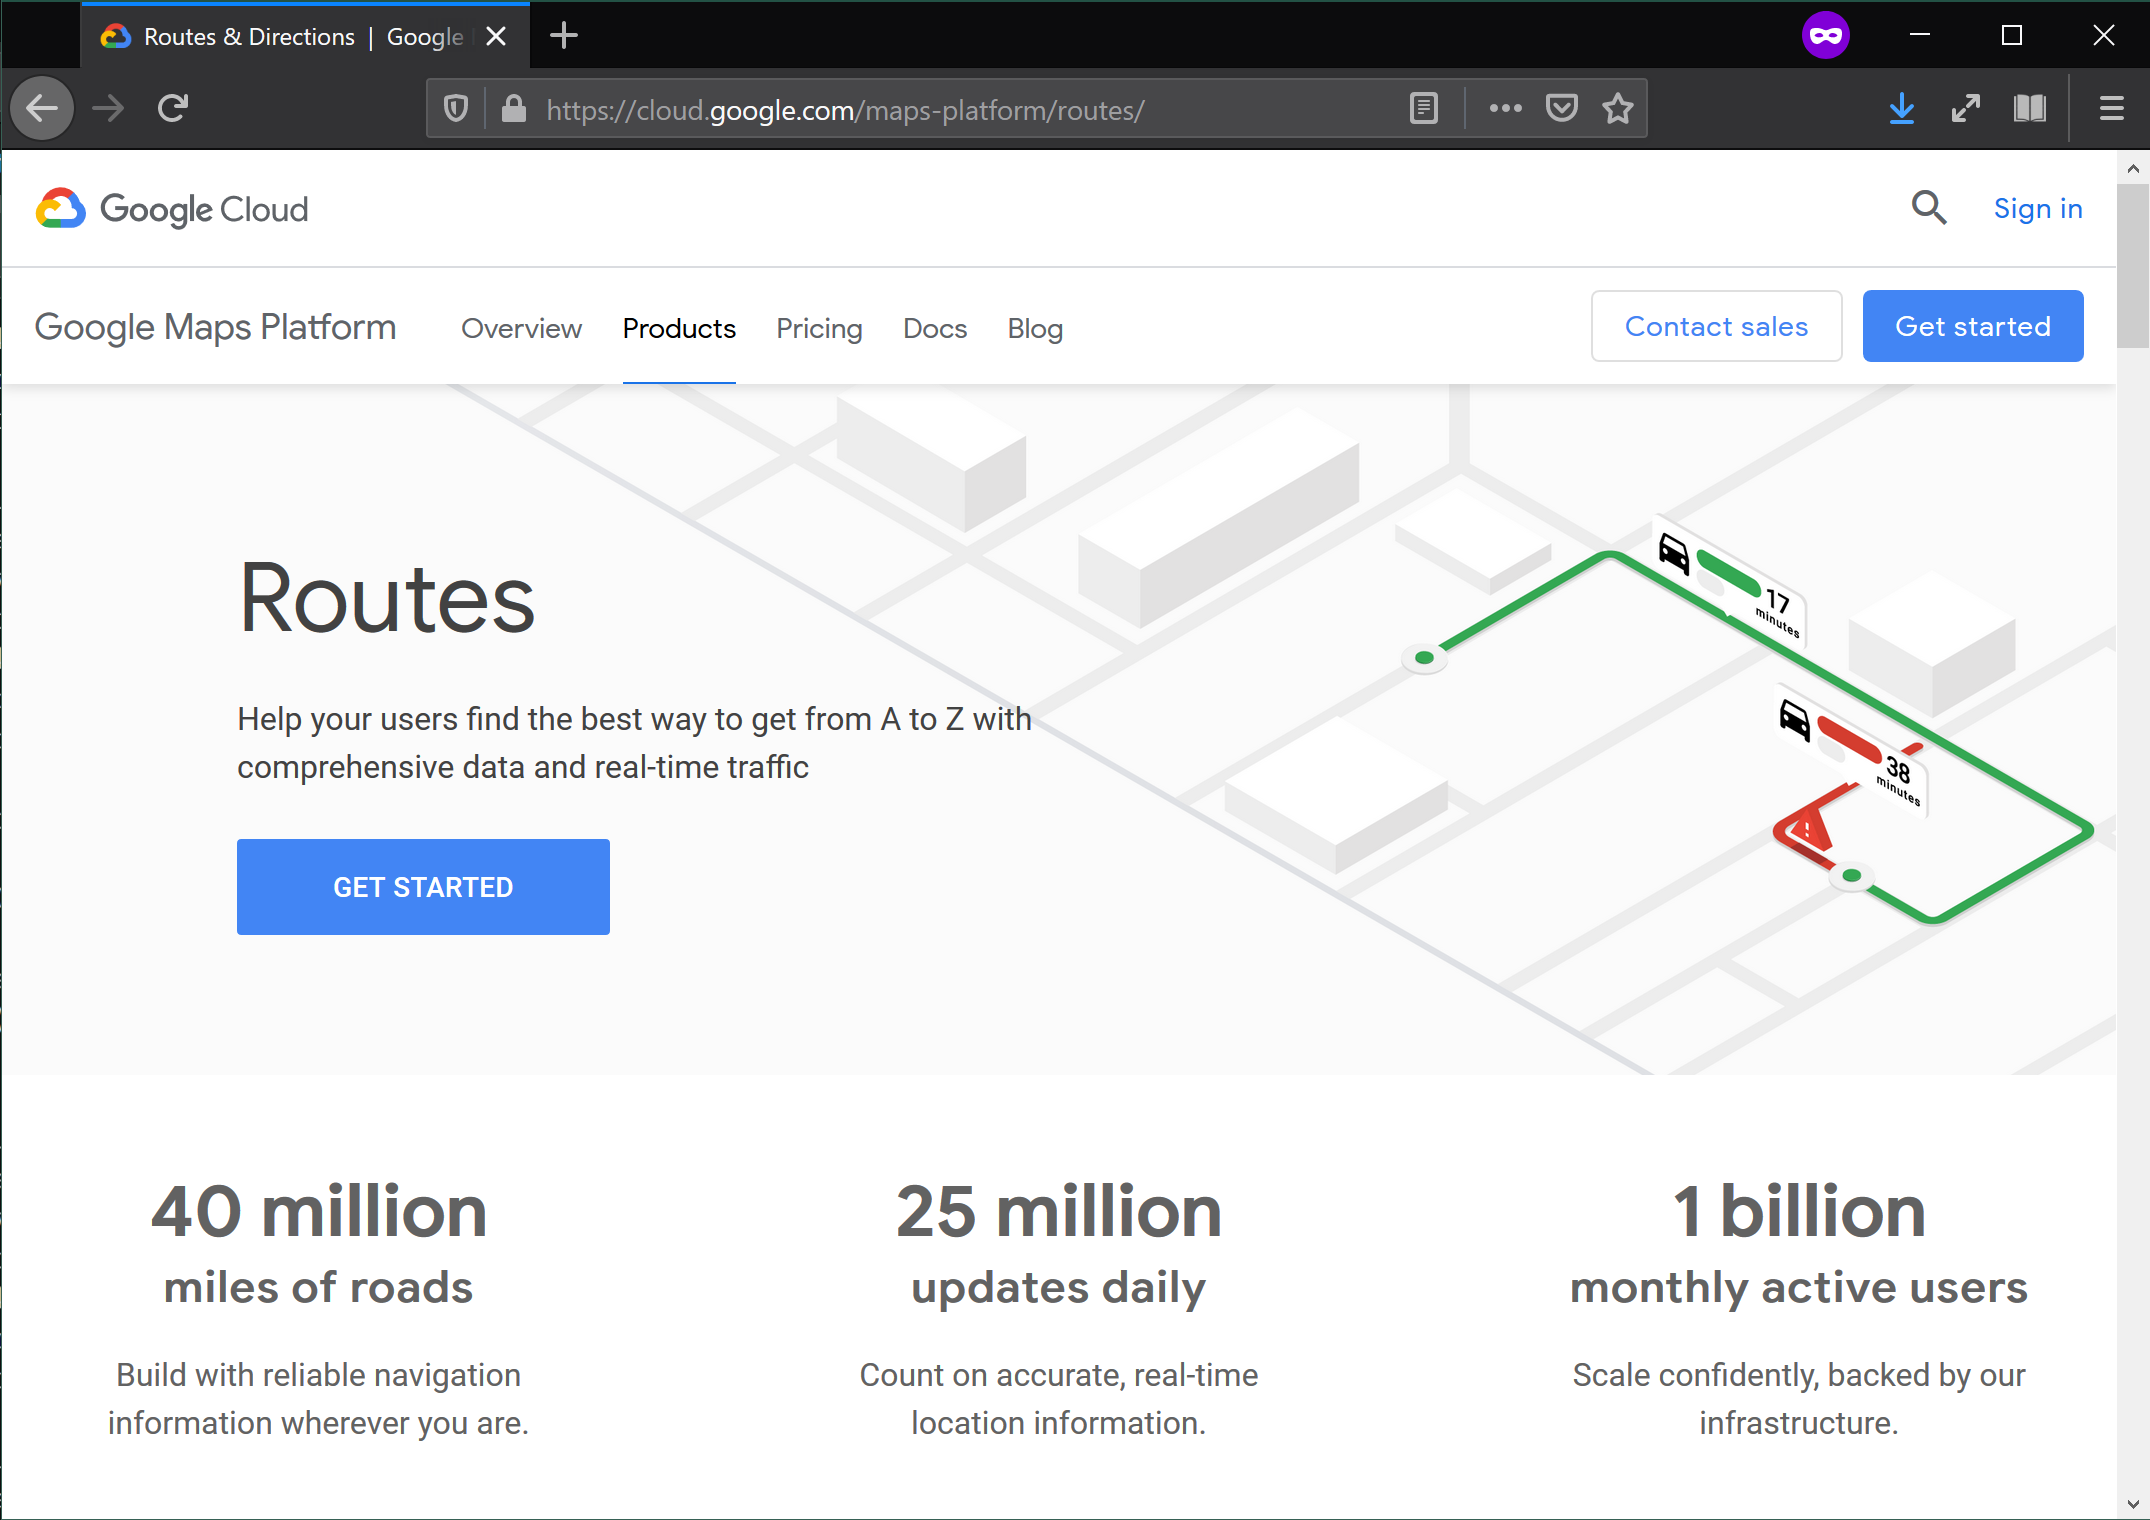 Routes & Directions | Google
https://cloud.google.com/maps-platform/routes/
Google Cloud
Sign in
Google Maps Platform
Overview
Products
Pricing
Docs
Blog
Contact sales
Get started
Routes
Help your users find the best way to get from A to Z with
comprehensive data and real-time traffic
GET STARTED
17
minutes
38
minutes
40 million
miles of roads
Build with reliable navigation
information wherever you are.
25 million
updates daily
Count on accurate, real-time
location information.
1 billion
monthly active users
Scale confidently, backed by our
infrastructure.